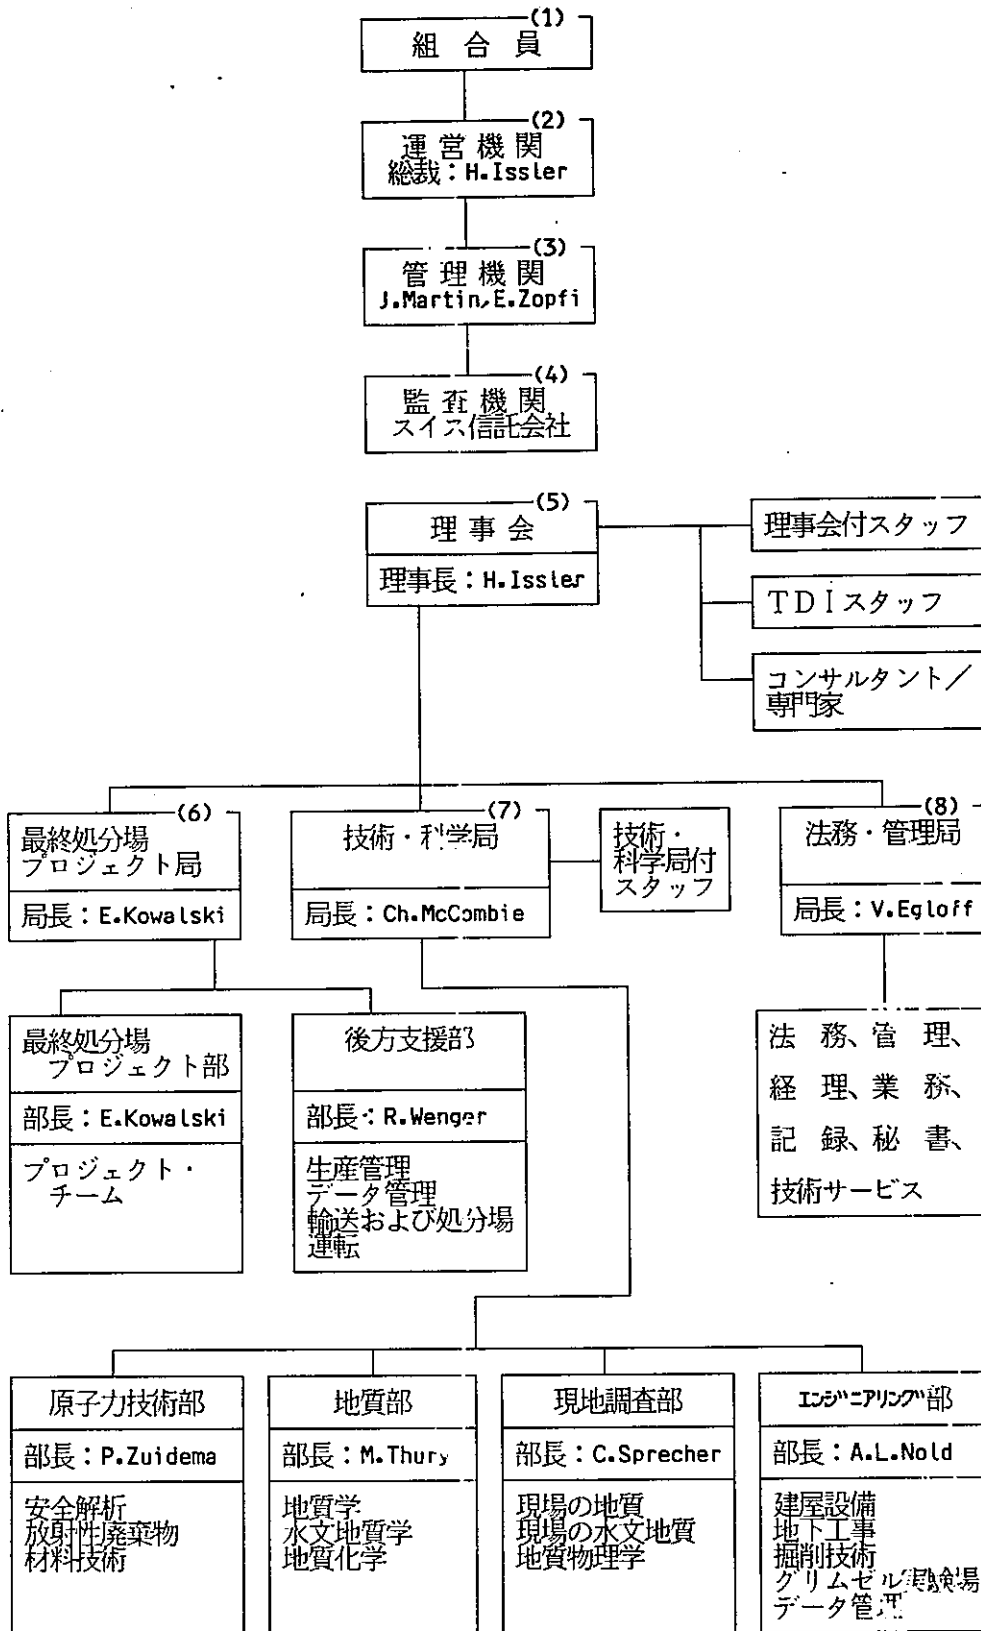 (1)
組合員
(2)
運営機関
総裁：H.Issler
(3)
管理機関
J.Martin,E.Zopfi
(4)
監査機関
スイス信託会社
(5)
理事会
理事長：H.Issler
理事会付スタッフ
TDIスタッフ
コンサルタント／
専門家
(6)
最終処分場
プロジェクト局
局長：E.Kowalski
(7)
技術・科学局
局長：Ch.McCombie
技術・
科学局付
スタッフ
(8)
法務・管理局
局長：V.Egloff
最終処分場
プロジェクト部
部長：E.Kowalski
プロジェクト・
チーム
後方支援部
部長：R.Wenger
生産管理
データ管理
輸送および処分場
運転
法務、管理、
経理、業務、
記録、秘書、
技術サービス
原子力技術部
部長：P.Zuidema
安全解析
放射性廃棄物
材料技術
地質部
部長：M.Thury
地質学
水文地質学
地質化学
現地調査部
部長：C.Sprecher
現場の地質
現場の水文地質
地質物理学
エンジニアリング部
部長：A.L.Nold
建屋設備
地下工事
掘削技術
グリムゼル実験場
データ管理